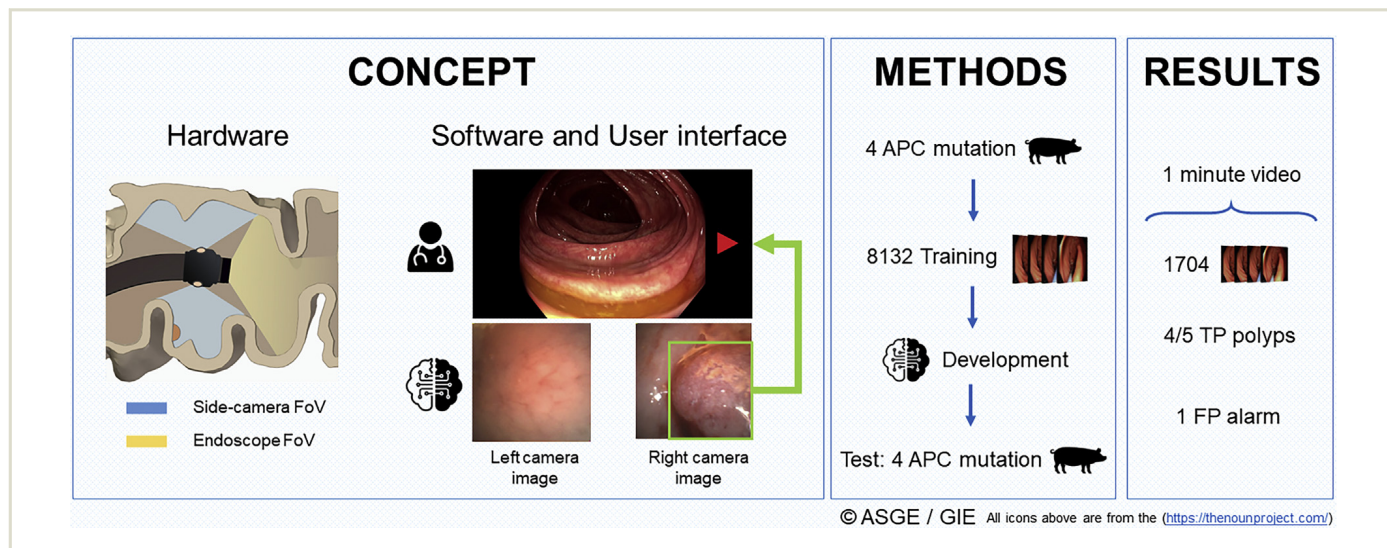 CONCEPT
Hardware
Software and User interface
Side-camera FoV
Endoscope FoV
Left camera
image
Right camera
image
METHODS
4 APC mutation
8132 Training
Development
Test: 4 APC mutation
RESULTS
1 minute video
1704
4/5 TP polyps
1 FP alarm
© ASGE / GIE All icons above are from the (https://thenounproject.com/)